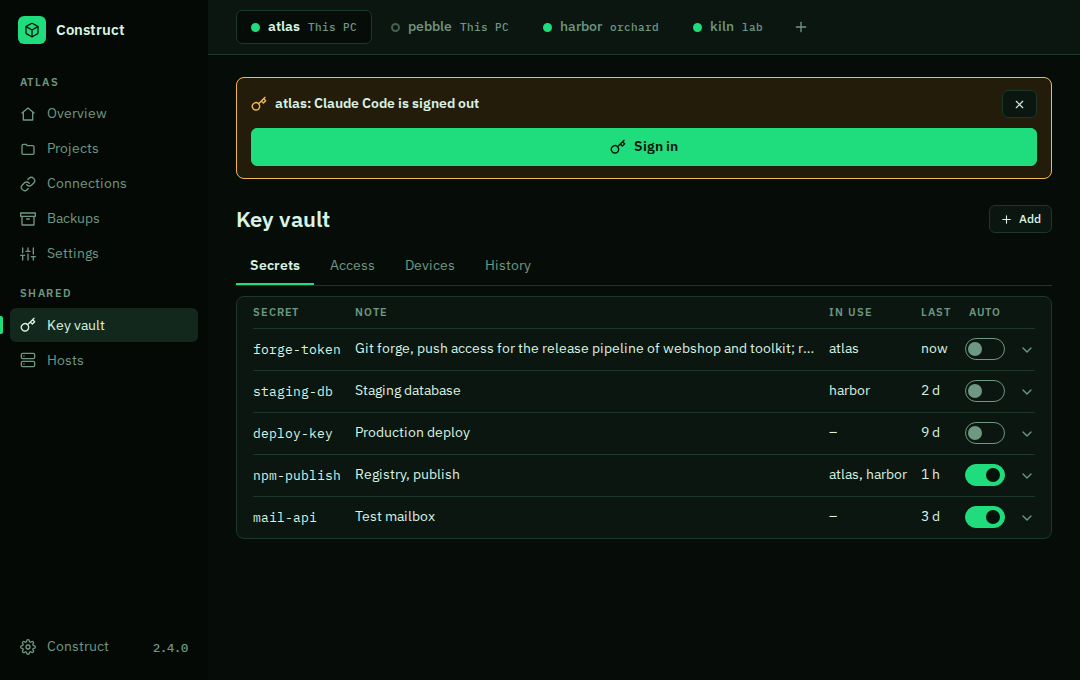 Construct
atlas This PC
pebble This PC
harbor orchard
kiln lab
ATLAS
Overview
Projects
Connections
Backups
Settings
SHARED
Key vault
Hosts
Construct 2.4.0
atlas: Claude Code is signed out
Sign in
Key vault
Add
Secrets Access Devices History
SECRET NOTE IN USE LAST AUTO
forge-token Git forge, push access for the release pipeline of webshop and toolkit; r... atlas now
staging-db Staging database harbor 2 d
deploy-key Production deploy – 9 d
npm-publish Registry, publish atlas, harbor 1 h
mail-api Test mailbox – 3 d